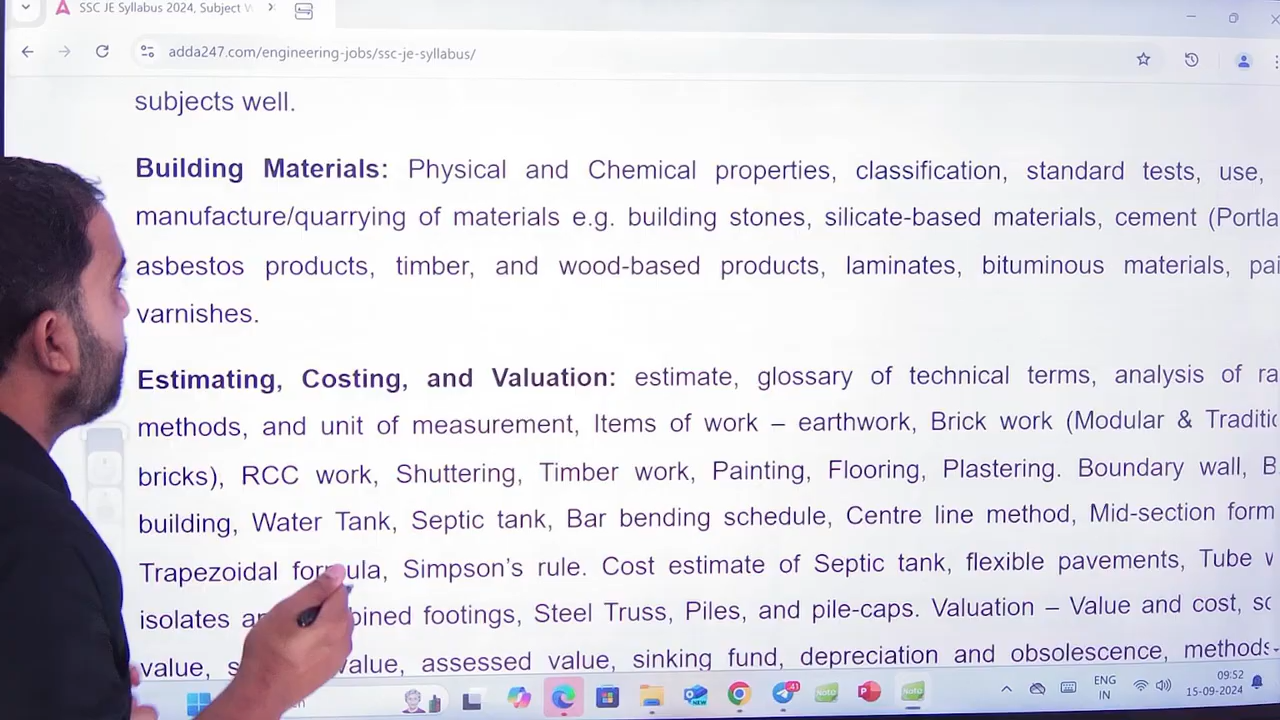 SSC JE Syllabus 2024, Subject
adda247.com/engineering-jobs/ssc-je-syllabus/
subjects well.
Building Materials: Physical and Chemical properties, classification, standard tests, use,
manufacture/quarrying of materials e.g. building stones, silicate-based materials, cement
asbestos products, timber, and wood-based products, laminates, bituminous materials,
varnishes.
Estimating, Costing, and Valuation: estimate, glossary of technical terms, analysis of
methods, and unit of measurement, Items of work – earthwork, Brick work (Modular &
bricks), RCC work, Shuttering, Timber work, Painting, Flooring, Plastering. Boundary wall,
building, Water Tank, Septic tank, Bar bending schedule, Centre line method, Mid-section
Trapezoidal formula, Simpson's rule. Cost estimate of Septic tank, flexible pavements, Tube
isolates footings, Steel Truss, Piles, and pile-caps. Valuation – Value and cost,
value, value, assessed value, sinking fund, depreciation and obsolescence, methods
41
NEW
Noto
P
Noto
ENG
IN
09:52
15-09-2024